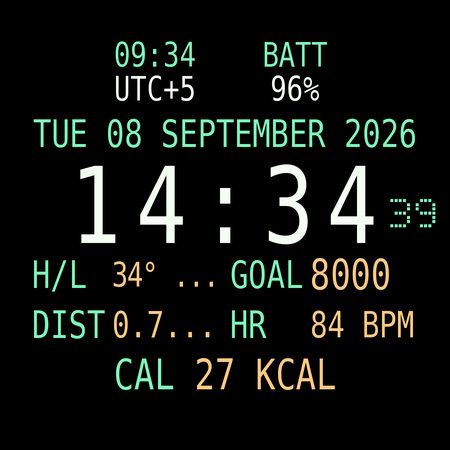 09:34 BATT
UTC+5 96%
TUE 08 SEPTEMBER 2026
14:34 39
H/L 34° ... GOAL 8000
DIST 0.7... HR 84 BPM
CAL 27 KCAL